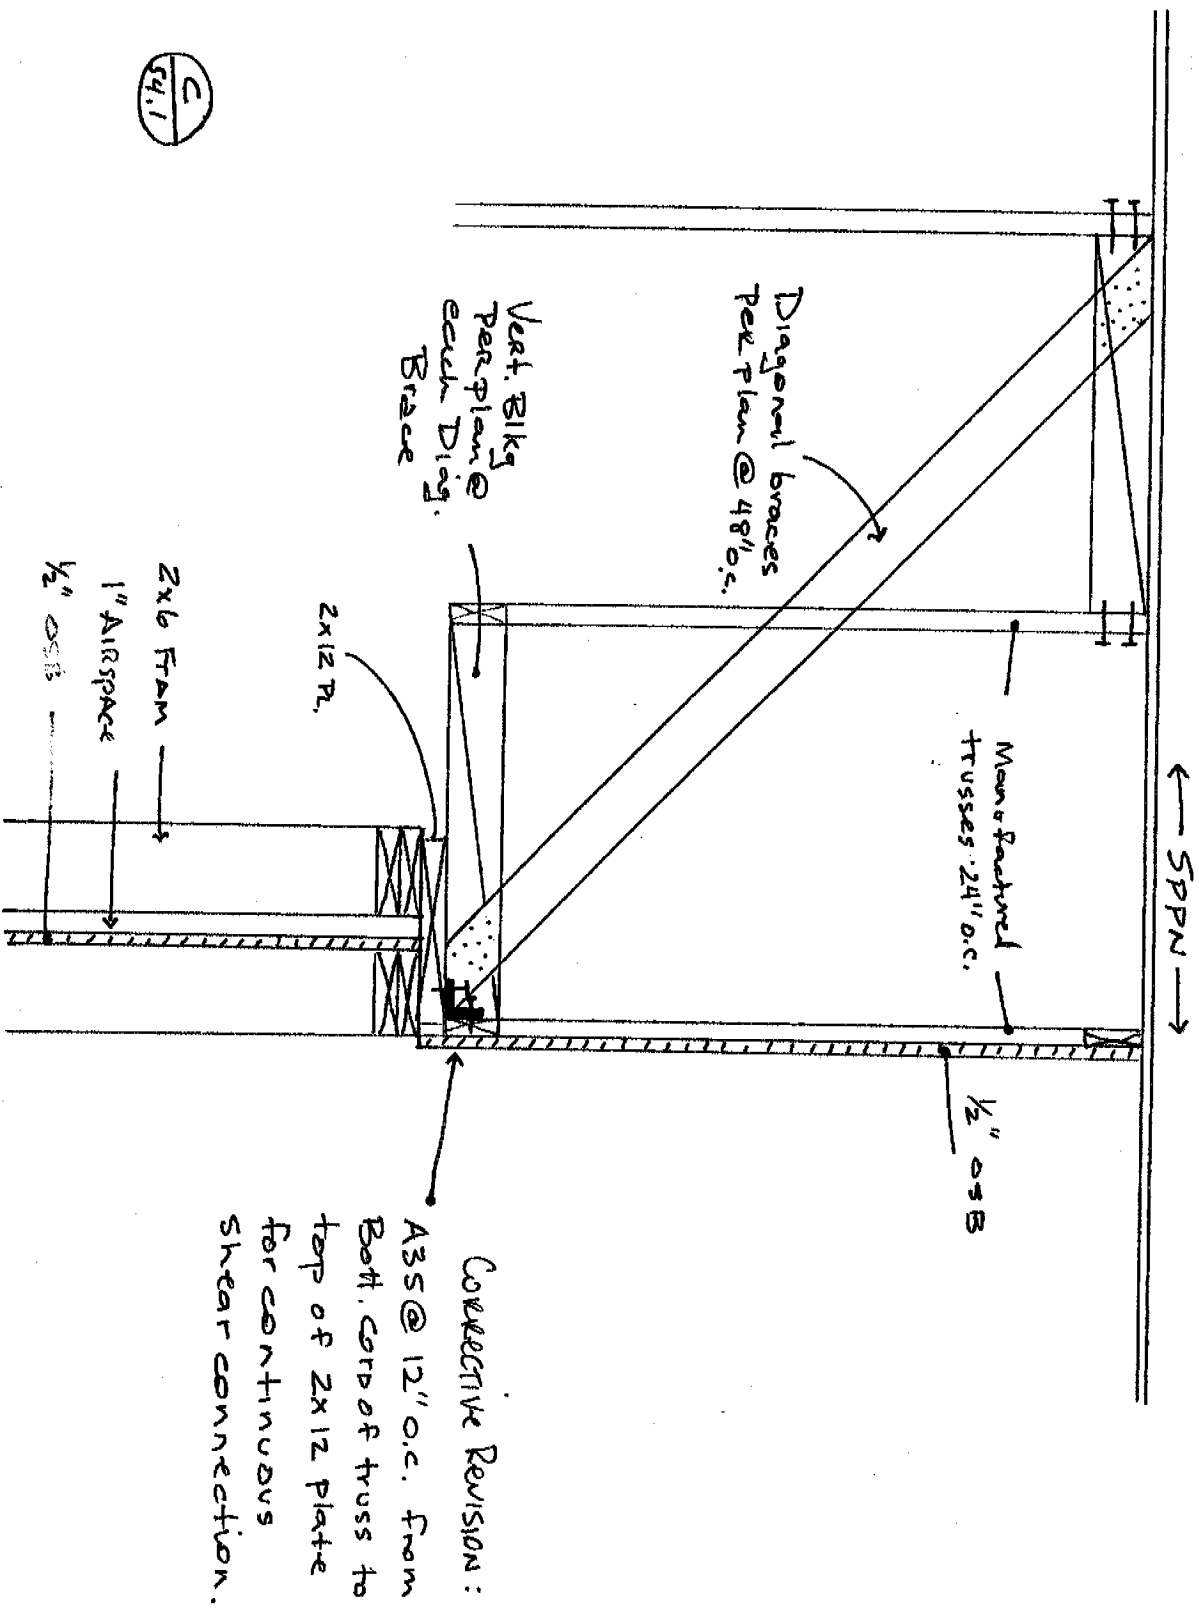 ← SPPN →
Diagonal braces
Per plan @ 48" o.c.
Manufactured
trusses 24" o.c.
½" OSB
Vert. Blkg
Per plan @
each Diag.
Brace
2x12 PL.
2x6 Fram
1" AIRSPACE
½" OSB
Corrective Revision:
A35 @ 12" o.c. from
Bott. Cord of truss to
top of 2x12 plate
for continuous
shear connection.
C
S4.1